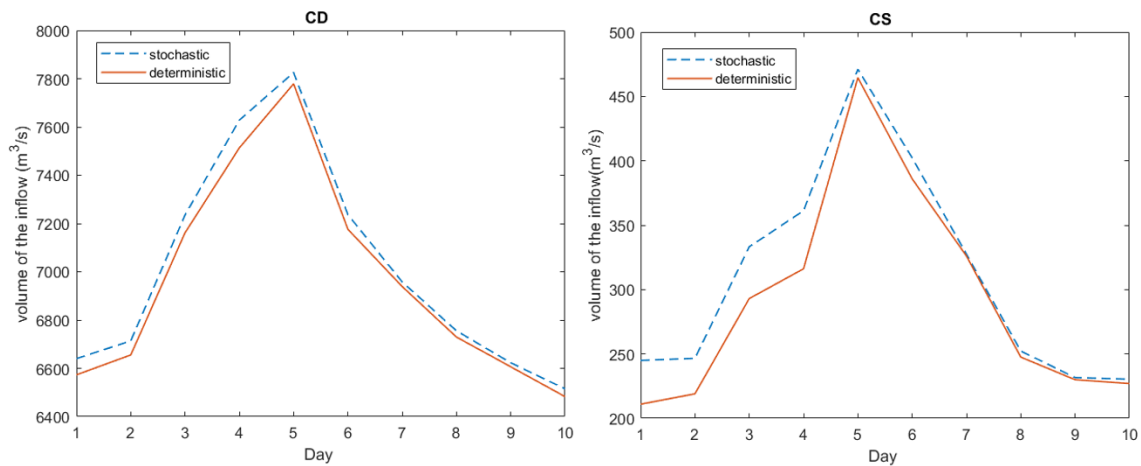 CD
stochastic
deterministic
volume of the inflow (m³/s)
8000
7800
7600
7400
7200
7000
6800
6600
6400
1 2 3 4 5 6 7 8 9 10
Day
CS
stochastic
deterministic
volume of the inflow(m³/s)
500
450
400
350
300
250
200
1 2 3 4 5 6 7 8 9 10
Day